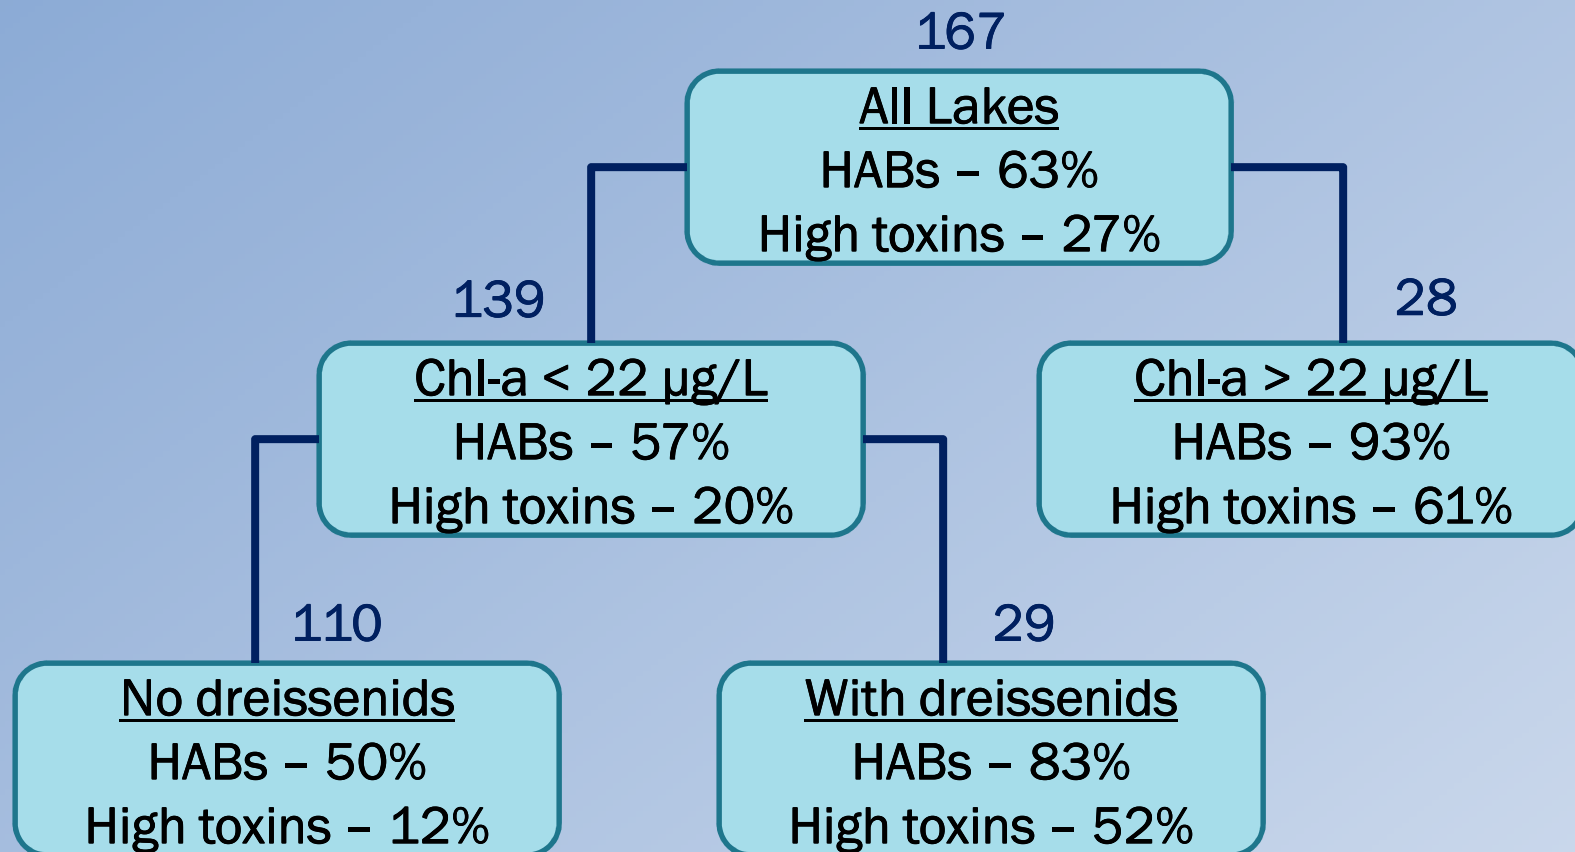 167
All Lakes
HABs – 63%
High toxins – 27%
139
28
Chl-a < 22 µg/L
HABs – 57%
High toxins – 20%
Chl-a > 22 µg/L
HABs – 93%
High toxins – 61%
110
29
No dreissenids
HABs – 50%
High toxins – 12%
With dreissenids
HABs – 83%
High toxins – 52%